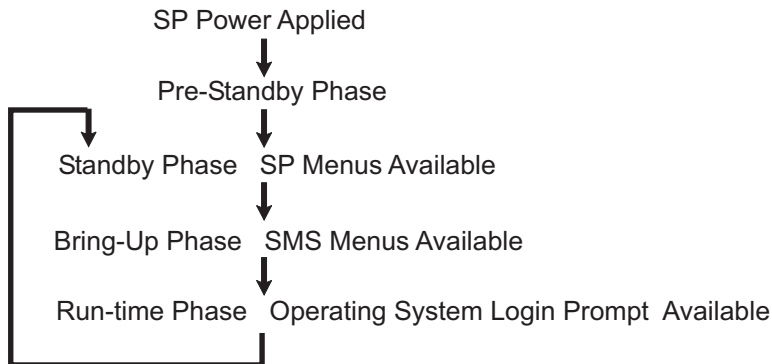 SP Power Applied
Pre-Standby Phase
Standby Phase SP Menus Available
Bring-Up Phase SMS Menus Available
Run-time Phase Operating System Login Prompt Available